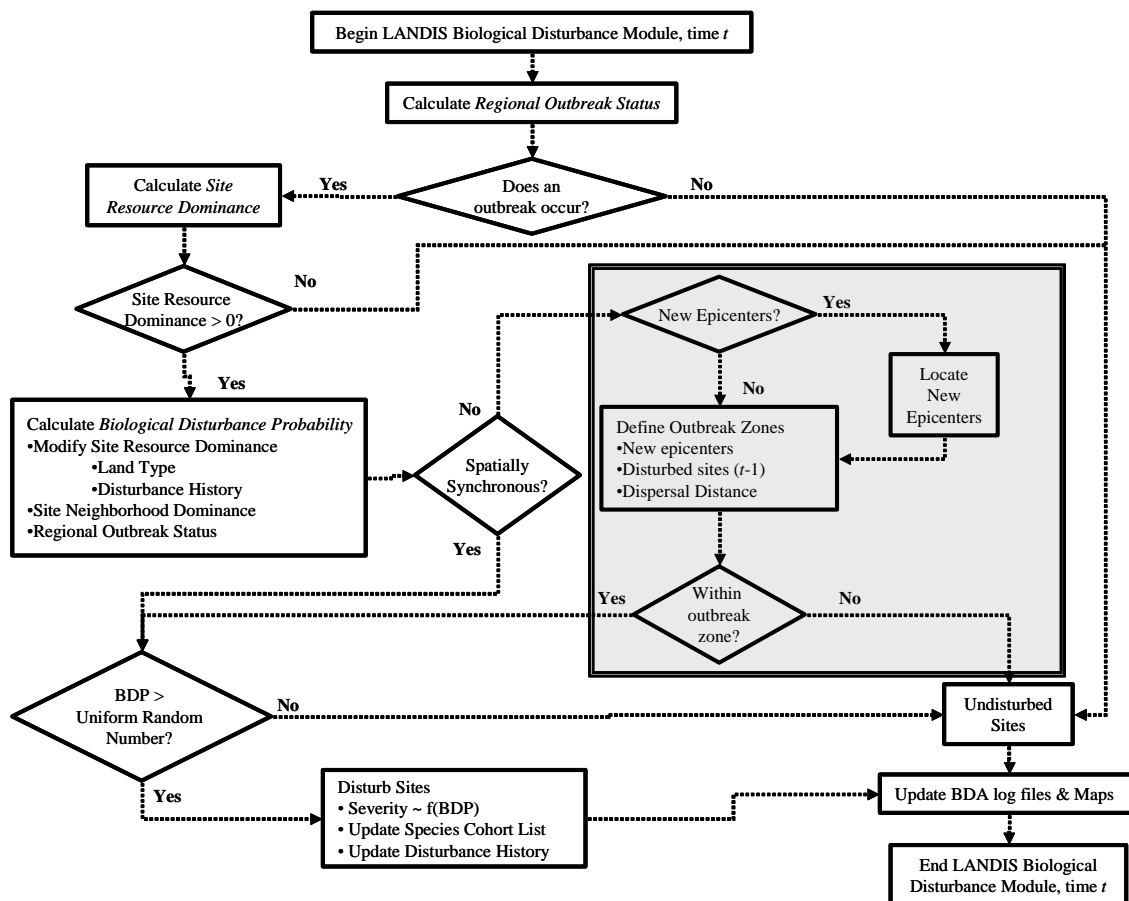 Begin LANDIS Biological Disturbance Module, time t
Calculate Regional Outbreak Status
Does an
outbreak occur?
Yes
No
Calculate Site
Resource Dominance
Site Resource
Dominance > 0?
No
Yes
Calculate Biological Disturbance Probability
•Modify Site Resource Dominance
•Land Type
•Disturbance History
•Site Neighborhood Dominance
•Regional Outbreak Status
Spatially
Synchronous?
No
Yes
New Epicenters?
Yes
No
Locate
New
Epicenters
Define Outbreak Zones
•New epicenters
•Disturbed sites (t-1)
•Dispersal Distance
Within
outbreak
zone?
Yes
No
BDP >
Uniform Random
Number?
No
Yes
Undisturbed
Sites
Disturb Sites
• Severity ~ f(BDP)
• Update Species Cohort List
• Update Disturbance History
Update BDA log files & Maps
End LANDIS Biological
Disturbance Module, time t